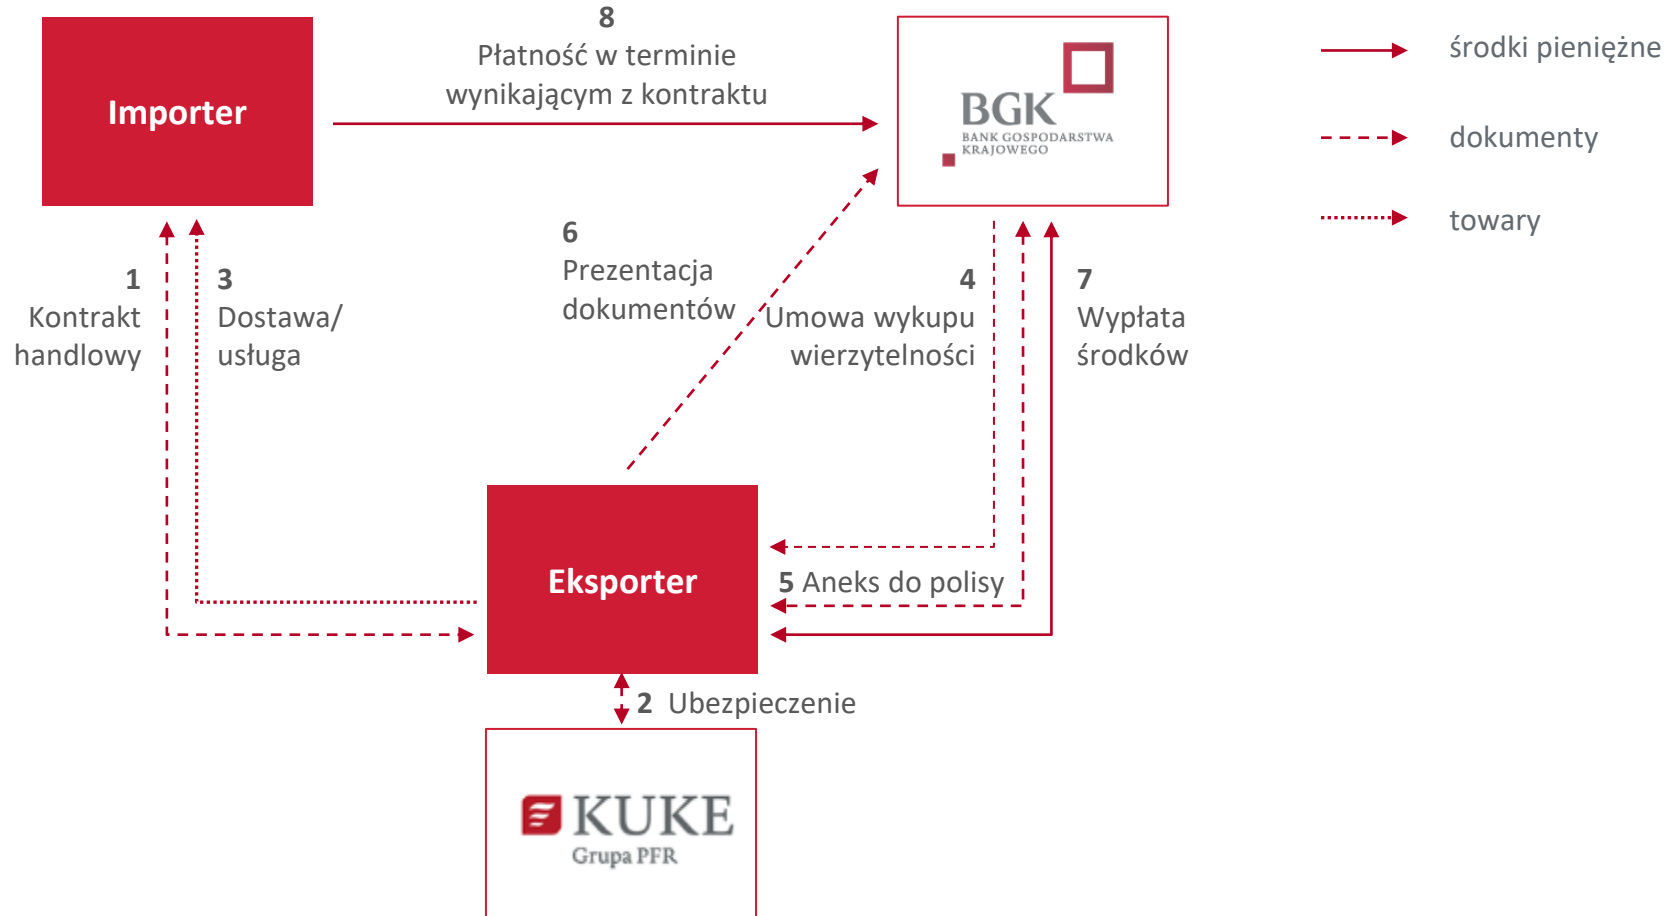 8
Płatność w terminie
wynikającym z kontraktu
Importer
BGK
BANK GOSPODARSTWA
KRAJOWEGO
środki pieniężne
dokumenty
towary
1
Kontrakt
handlowy
3
Dostawa/
usługa
6
Prezentacja
dokumentów
4
Umowa wykupu
wierzytelności
7
Wypłata
środków
Eksporter
5 Aneks do polisy
2 Ubezpieczenie
KUKE
Grupa PFR